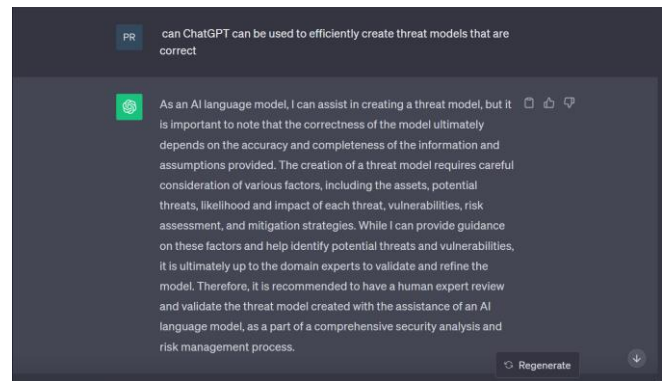 PR
can ChatGPT can be used to efficiently create threat models that are
correct
As an AI language model, I can assist in creating a threat model, but it
is important to note that the correctness of the model ultimately
depends on the accuracy and completeness of the information and
assumptions provided. The creation of a threat model requires careful
consideration of various factors, including the assets, potential
threats, likelihood and impact of each threat, vulnerabilities, risk
assessment, and mitigation strategies. While I can provide guidance
on these factors and help identify potential threats and vulnerabilities,
it is ultimately up to the domain experts to validate and refine the
model. Therefore, it is recommended to have a human expert review
and validate the threat model created with the assistance of an AI
language model, as a part of a comprehensive security analysis and
risk management process.
Regenerate